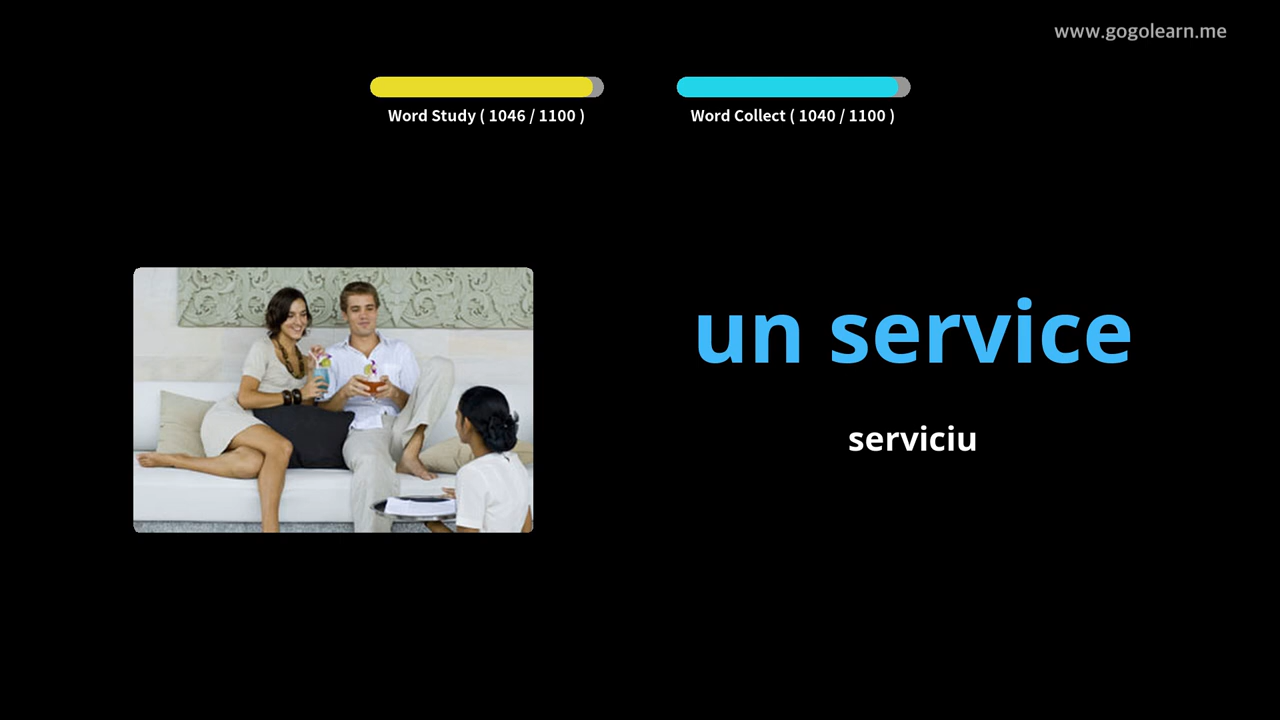 www.gogolearn.me
Word Study ( 1046 / 1100 )
Word Collect ( 1040 / 1100 )
un service
serviciu